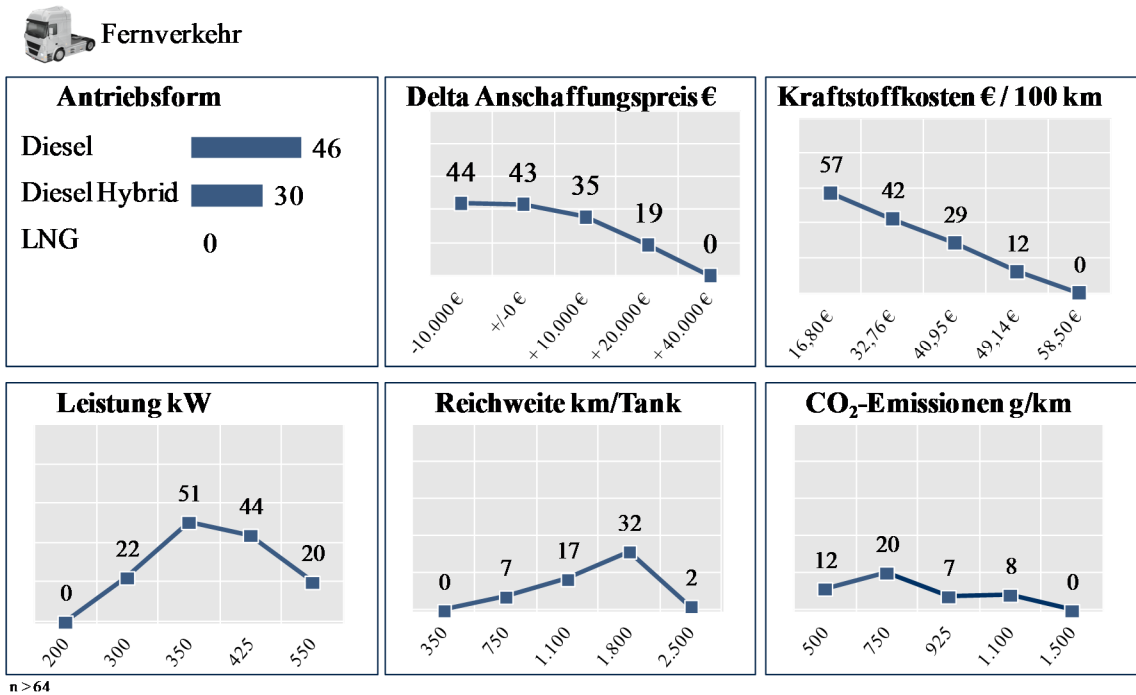 Fernverkehr
Antriebsform
Diesel 46
Diesel Hybrid 30
LNG 0
Delta Anschaffungspreis €
44 43 35 19 0
-10.000 € +/-0 € +10.000 € +20.000 € +40.000 €
Kraftstoffkosten € / 100 km
57 42 29 12 0
16,80 € 32,76 € 40,95 € 49,14 € 58,50 €
Leistung kW
0 22 51 44 20
200 300 350 425 550
Reichweite km/Tank
0 7 17 32 2
350 750 1.100 1.800 2.500
CO₂-Emissionen g/km
12 20 7 8 0
500 750 925 1.100 1.500
n > 64